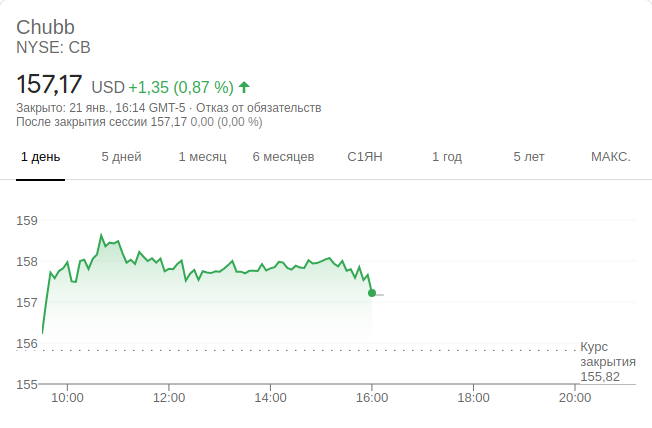 Chubb
NYSE: CB
157,17 USD +1,35 (0,87 %)
Закрыто: 21 янв., 16:14 GMT-5 · Отказ от обязательств
После закрытия сессии 157,17 0,00 (0,00 %)
1 день 5 дней 1 месяц 6 месяцев С1ЯН 1 год 5 лет МАКС.
159
158
157
156
Курс
закрытия
155,82
155
10:00 12:00 14:00 16:00 18:00 20:00